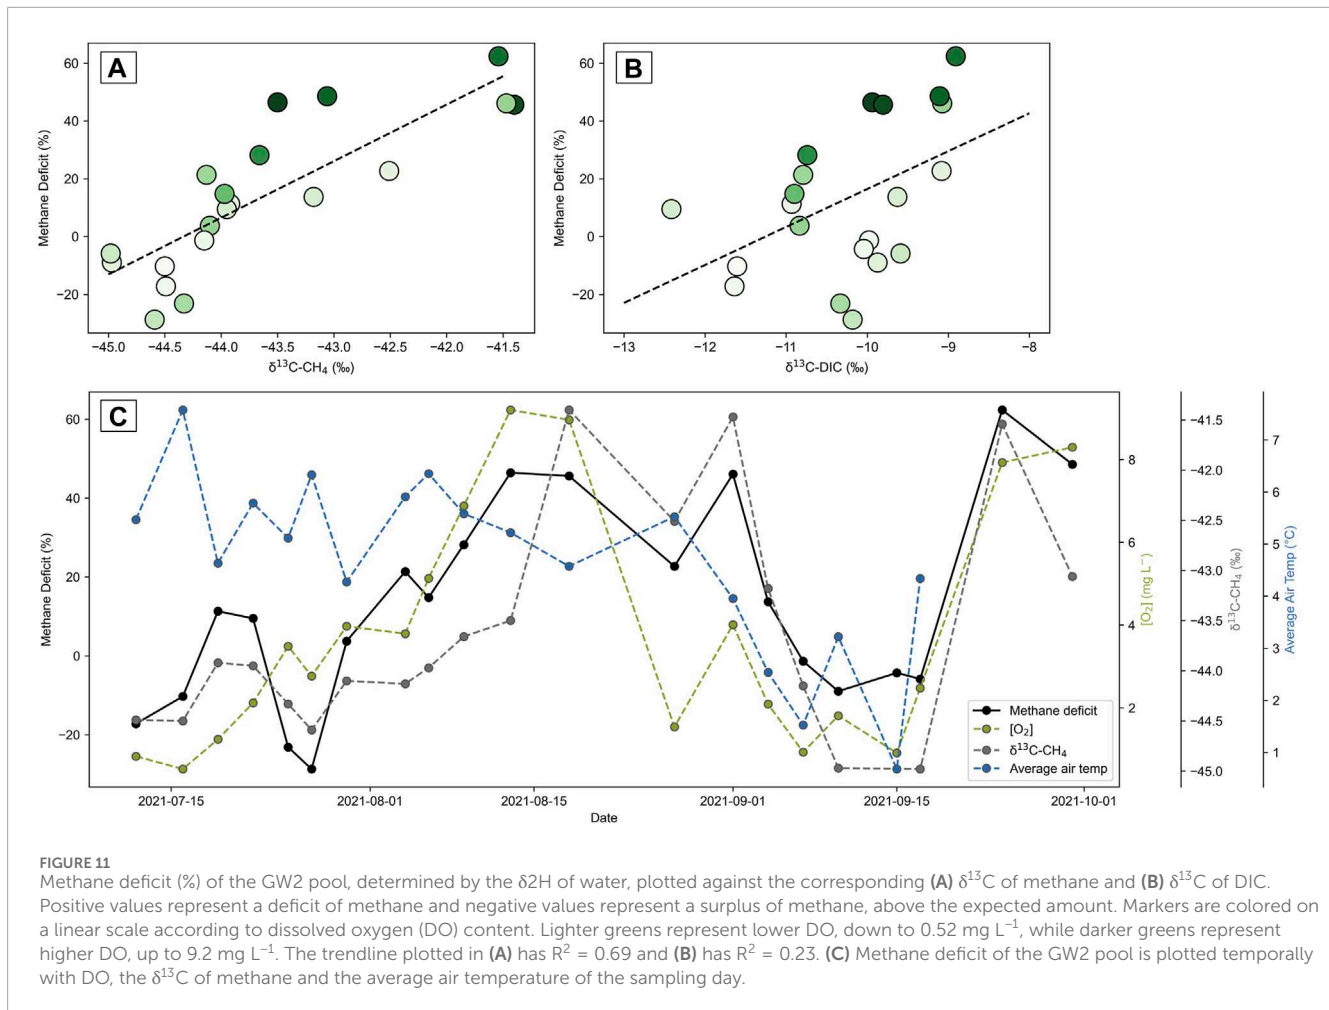 A
Methane Deficit (%)
60
40
20
0
−20
−45.0 −44.5 −44.0 −43.5 −43.0 −42.5 −42.0 −41.5
δ¹³C-CH₄ (‰)
B
Methane Deficit (%)
60
40
20
0
−20
−13 −12 −11 −10 −9 −8
δ¹³C-DIC (‰)
C
Methane Deficit (%)
60
40
20
0
−20
2021-07-15 2021-08-01 2021-08-15 2021-09-01 2021-09-15 2021-10-01
Date
Methane deficit
[O₂]
δ¹³C-CH₄
Average air temp
8
6
4
2
[O₂] (mg L⁻)
−41.5
−42.0
−42.5
−43.0
−43.5
−44.0
−44.5
−45.0
δ¹³C-CH₄ (‰)
7
6
5
4
3
2
1
Average Air Temp (°C)
FIGURE 11
Methane deficit (%) of the GW2 pool, determined by the δ2H of water, plotted against the corresponding (A) δ¹³C of methane and (B) δ¹³C of DIC.
Positive values represent a deficit of methane and negative values represent a surplus of methane, above the expected amount. Markers are colored on
a linear scale according to dissolved oxygen (DO) content. Lighter greens represent lower DO, down to 0.52 mg L⁻¹, while darker greens represent
higher DO, up to 9.2 mg L⁻¹. The trendline plotted in (A) has R² = 0.69 and (B) has R² = 0.23. (C) Methane deficit of the GW2 pool is plotted temporally
with DO, the δ¹³C of methane and the average air temperature of the sampling day.